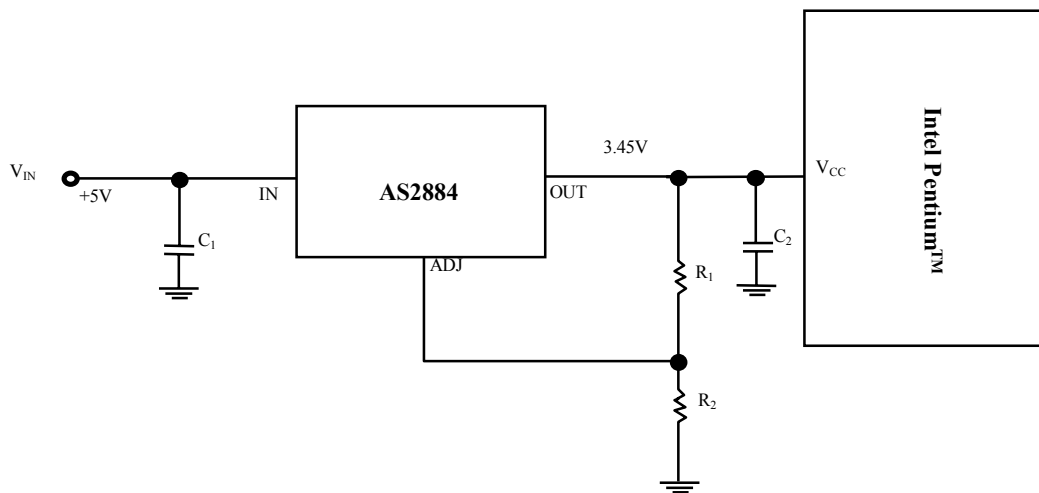 V_IN
+5V
C_1
IN
AS2884
OUT
ADJ
3.45V
R_1
R_2
C_2
V_CC
Intel Pentium™